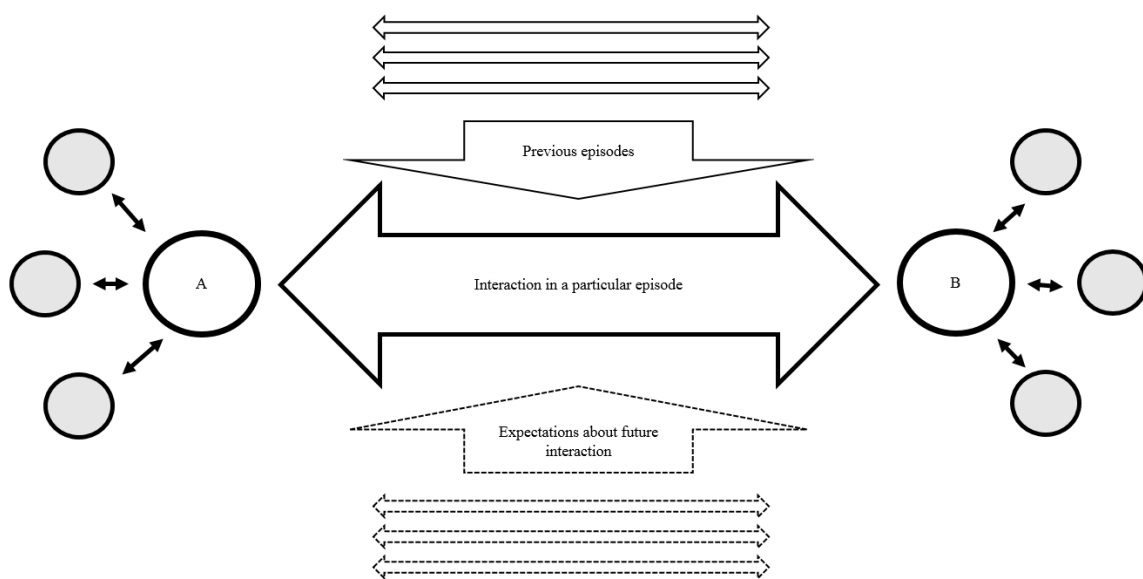 Previous episodes
A
Interaction in a particular episode
B
Expectations about future
interaction